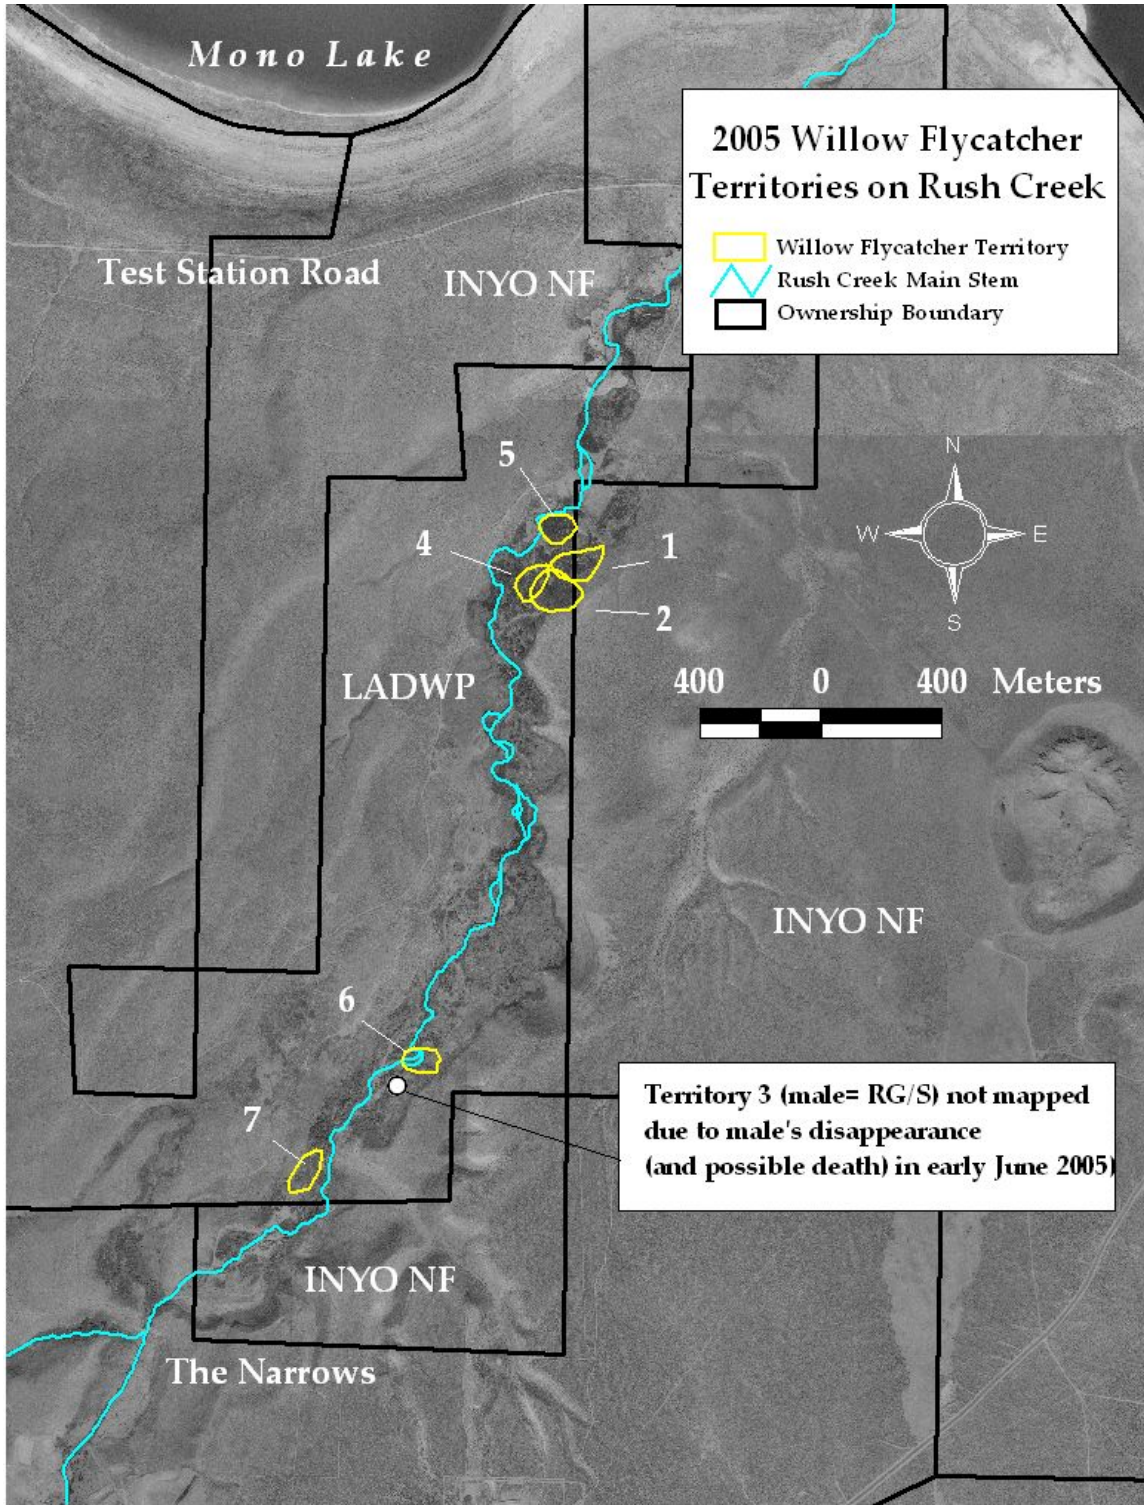 Mono Lake
2005 Willow Flycatcher
Territories on Rush Creek
Willow Flycatcher Territory
Rush Creek Main Stem
Ownership Boundary
Test Station Road
INYO NF
N
W
E
S
5
4
1
2
LADWP
400 0 400 Meters
INYO NF
6
Territory 3 (male= RG/S) not mapped
due to male's disappearance
(and possible death) in early June 2005)
7
INYO NF
The Narrows